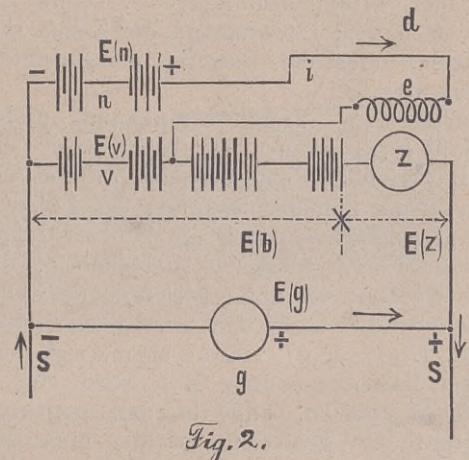 d
E(n)
- ÷
n i e
E(v)
V Z
E(b) E(z)
E(g)
- ÷ ÷
S g S
Fig. 2.